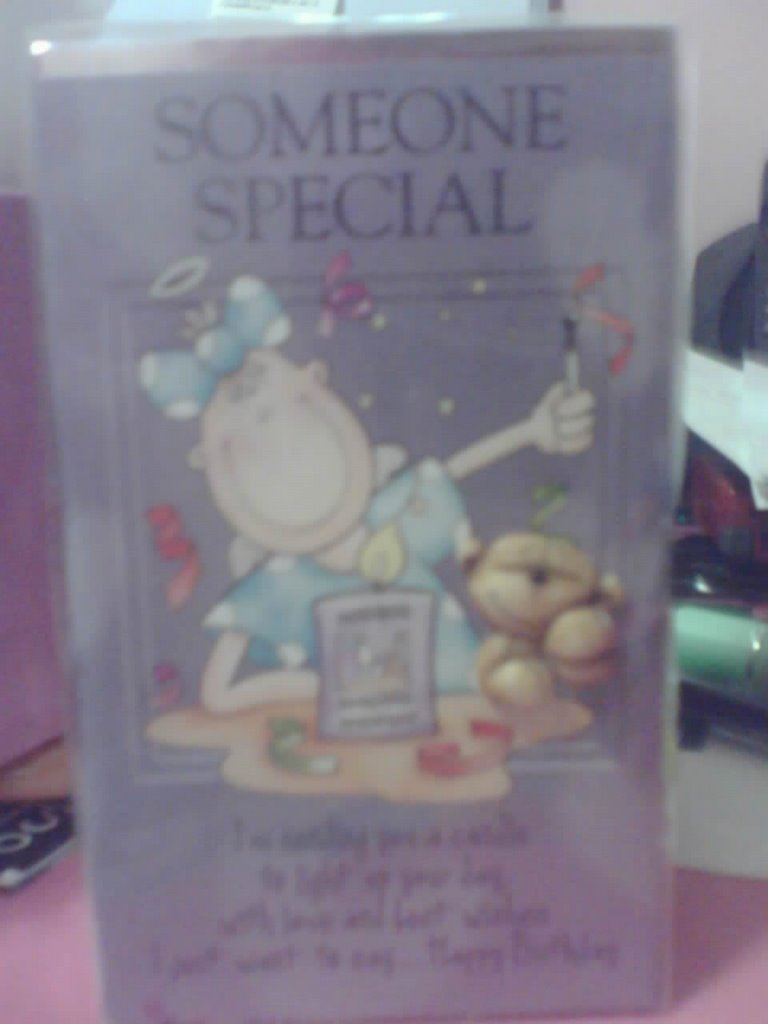 SOMEONE
SPECIAL
I'm sending you a candle
to light up your day,
with love and best wishes
I just want to say... Happy Birthday